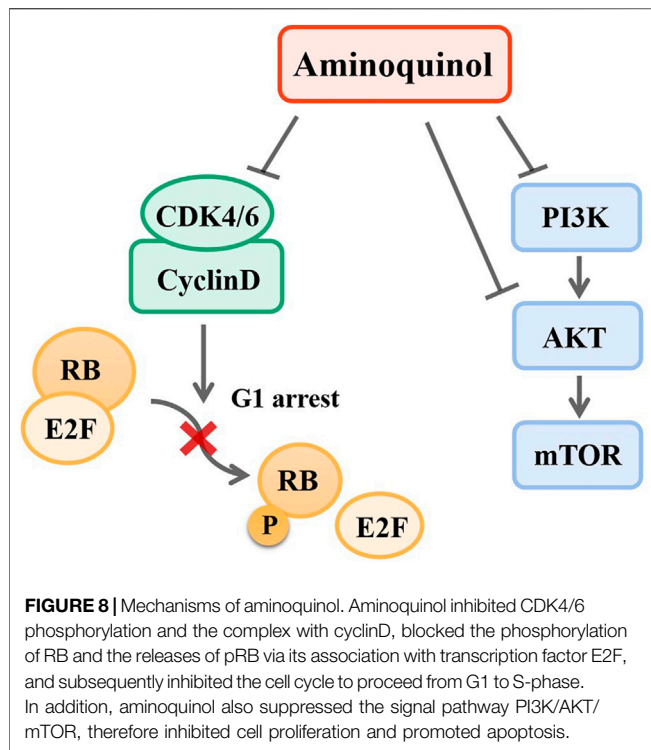 Aminoquinol
CDK4/6
CyclinD
PI3K
AKT
mTOR
RB
E2F
G1 arrest
RB
P
E2F
FIGURE 8 | Mechanisms of aminoquinol. Aminoquinol inhibited CDK4/6
phosphorylation and the complex with cyclinD, blocked the phosphorylation
of RB and the releases of pRB via its association with transcription factor E2F,
and subsequently inhibited the cell cycle to proceed from G1 to S-phase.
In addition, aminoquinol also suppressed the signal pathway PI3K/AKT/
mTOR, therefore inhibited cell proliferation and promoted apoptosis.